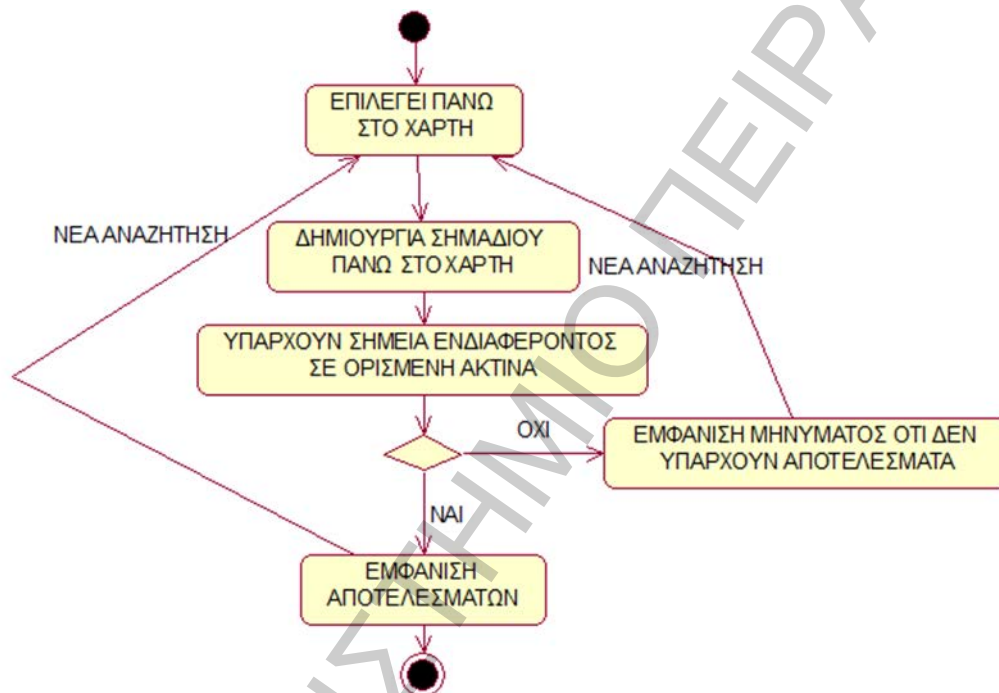 ΕΠΙΛΕΓΕΙ ΠΑΝΩ
ΣΤΟ ΧΑΡΤΗ
ΝΕΑ ΑΝΑΖΗΤΗΣΗ
ΔΗΜΙΟΥΡΓΙΑ ΣΗΜΑΔΙΟΥ
ΠΑΝΩ ΣΤΟ ΧΑΡΤΗ
ΝΕΑ ΑΝΑΖΗΤΗΣΗ
ΥΠΑΡΧΟΥΝ ΣΗΜΕΙΑ ΕΝΔΙΑΦΕΡΟΝΤΟΣ
ΣΕ ΟΡΙΣΜΕΝΗ ΑΚΤΙΝΑ
ΟΧΙ
ΕΜΦΑΝΙΣΗ ΜΗΝΥΜΑΤΟΣ ΟΤΙ ΔΕΝ
ΥΠΑΡΧΟΥΝ ΑΠΟΤΕΛΕΣΜΑΤΑ
ΝΑΙ
ΕΜΦΑΝΙΣΗ
ΑΠΟΤΕΛΕΣΜΑΤΩΝ